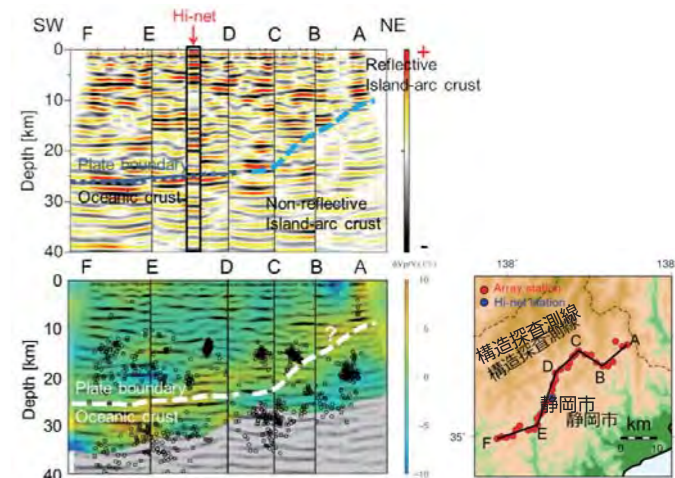 Hi-net
SW NE
F E D C B A
0
10
20
30
40
Depth [km]
+
-
Reflective
Island-arc crust
Plate boundary
Oceanic crust
Non-reflective
Island-arc crust
F E D C B A
0
10
20
30
40
Depth [km]
Plate boundary
Oceanic crust
?
10
5
0
-5
-10
138° 138
Array station
Hi-net station
構造探査測線
構造探査測線
A
B
C
D
E
F
静岡市
静岡市
35°
km
0 10